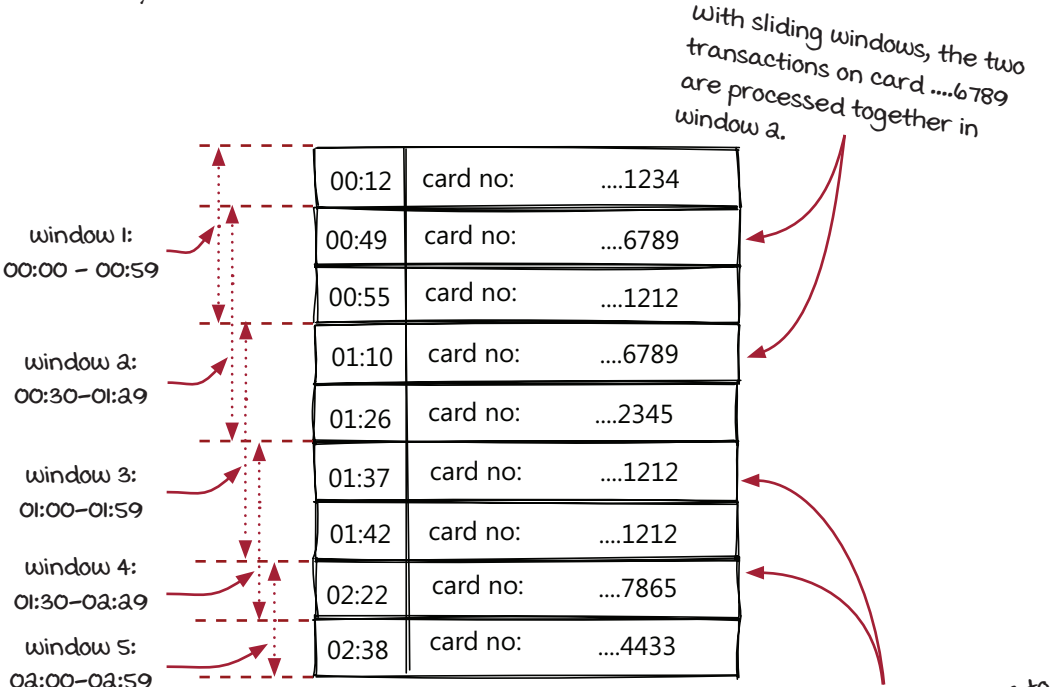 With sliding windows, the two
transactions on card ....6789
are processed together in
window 2.
00:12 card no: ....1234
00:49 card no: ....6789
00:55 card no: ....1212
01:10 card no: ....6789
01:26 card no: ....2345
01:37 card no: ....1212
01:42 card no: ....1212
02:22 card no: ....7865
02:38 card no: ....4433
window 1:
00:00 - 00:59
window 2:
00:30-01:29
window 3:
01:00-01:59
window 4:
01:30-02:29
window 5:
02:00-02:59
to